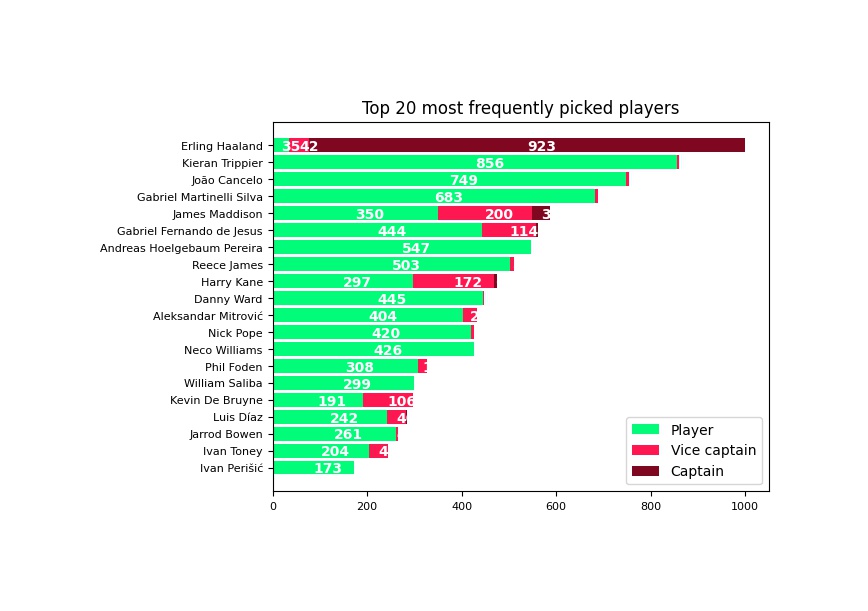 Top 20 most frequently picked players
Erling Haaland 35 42 923
Kieran Trippier 856
João Cancelo 749
Gabriel Martinelli Silva 683
James Maddison 350 200
Gabriel Fernando de Jesus 444 114
Andreas Hoelgebaum Pereira 547
Reece James 503
Harry Kane 297 172
Danny Ward 445
Aleksandar Mitrović 404
Nick Pope 420
Neco Williams 426
Phil Foden 308
William Saliba 299
Kevin De Bruyne 191 106
Luis Díaz 242
Jarrod Bowen 261
Ivan Toney 204
Ivan Perišić 173
Player
Vice captain
Captain
0 200 400 600 800 1000